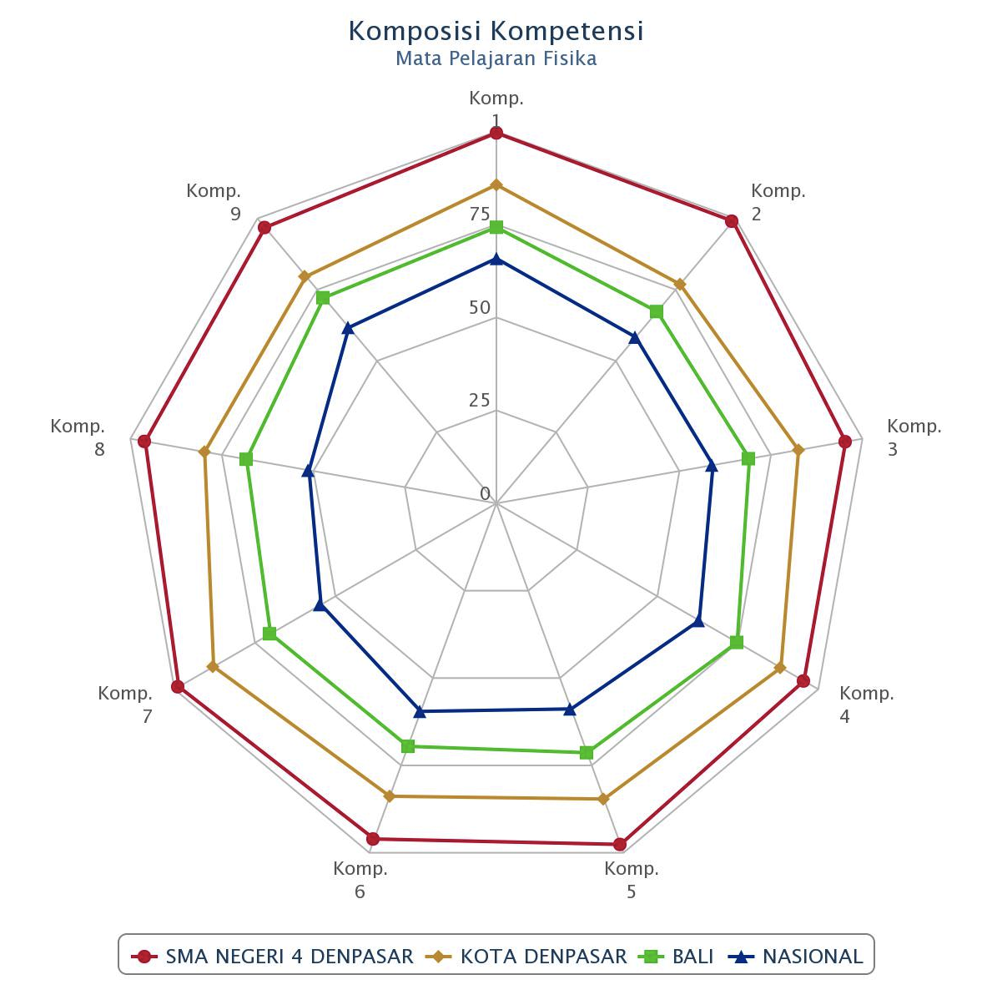 Komposisi Kompetensi
Mata Pelajaran Fisika
Komp.
1
Komp.
2
Komp.
3
Komp.
4
Komp.
5
Komp.
6
Komp.
7
Komp.
8
Komp.
9
75
50
25
0
SMA NEGERI 4 DENPASAR KOTA DENPASAR BALI NASIONAL